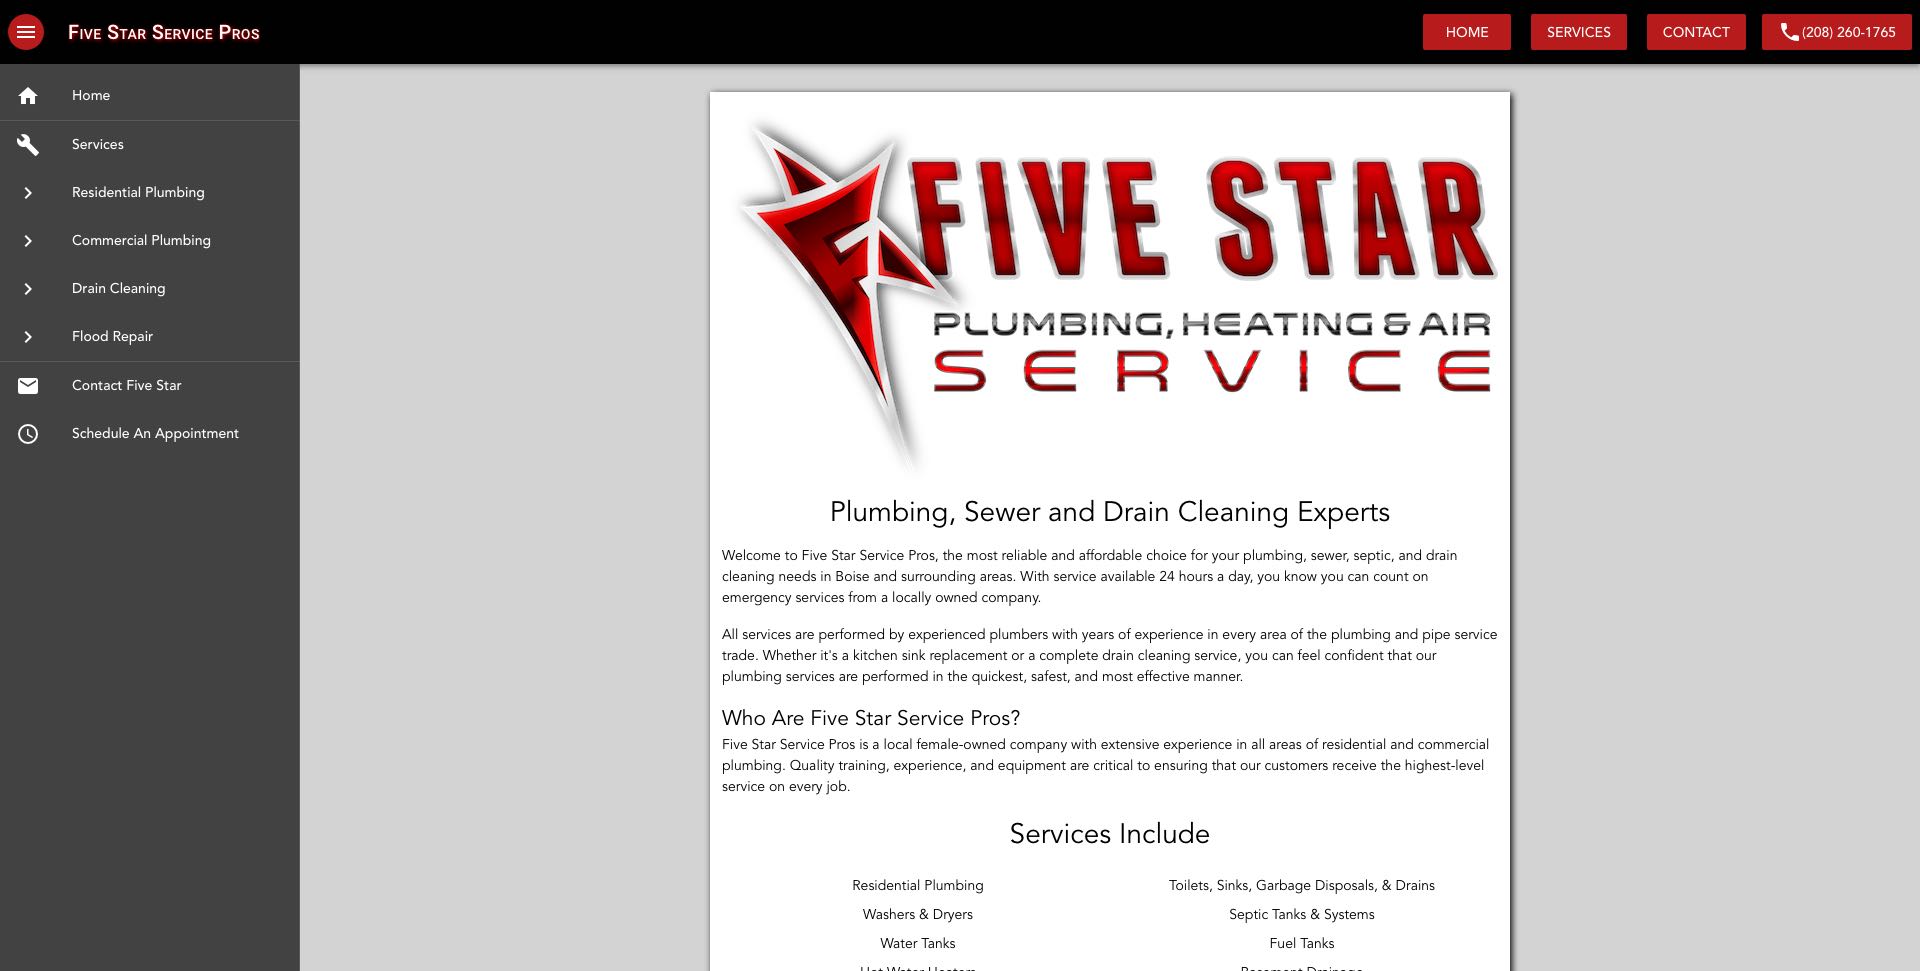 Five Star Service Pros
HOME
SERVICES
CONTACT
(208) 260-1765
Home
Services
Residential Plumbing
Commercial Plumbing
Drain Cleaning
Flood Repair
Contact Five Star
Schedule An Appointment
F
FIVE STAR
PLUMBING, HEATING & AIR
SERVICE
Plumbing, Sewer and Drain Cleaning Experts
Welcome to Five Star Service Pros, the most reliable and affordable choice for your plumbing, sewer, septic, and drain
cleaning needs in Boise and surrounding areas. With service available 24 hours a day, you know you can count on
emergency services from a locally owned company.
All services are performed by experienced plumbers with years of experience in every area of the plumbing and pipe service
trade. Whether it's a kitchen sink replacement or a complete drain cleaning service, you can feel confident that our
plumbing services are performed in the quickest, safest, and most effective manner.
Who Are Five Star Service Pros?
Five Star Service Pros is a local female-owned company with extensive experience in all areas of residential and commercial
plumbing. Quality training, experience, and equipment are critical to ensuring that our customers receive the highest-level
service on every job.
Services Include
Residential Plumbing
Toilets, Sinks, Garbage Disposals, & Drains
Washers & Dryers
Septic Tanks & Systems
Water Tanks
Fuel Tanks
Hot Water Heaters
Basement Drainage